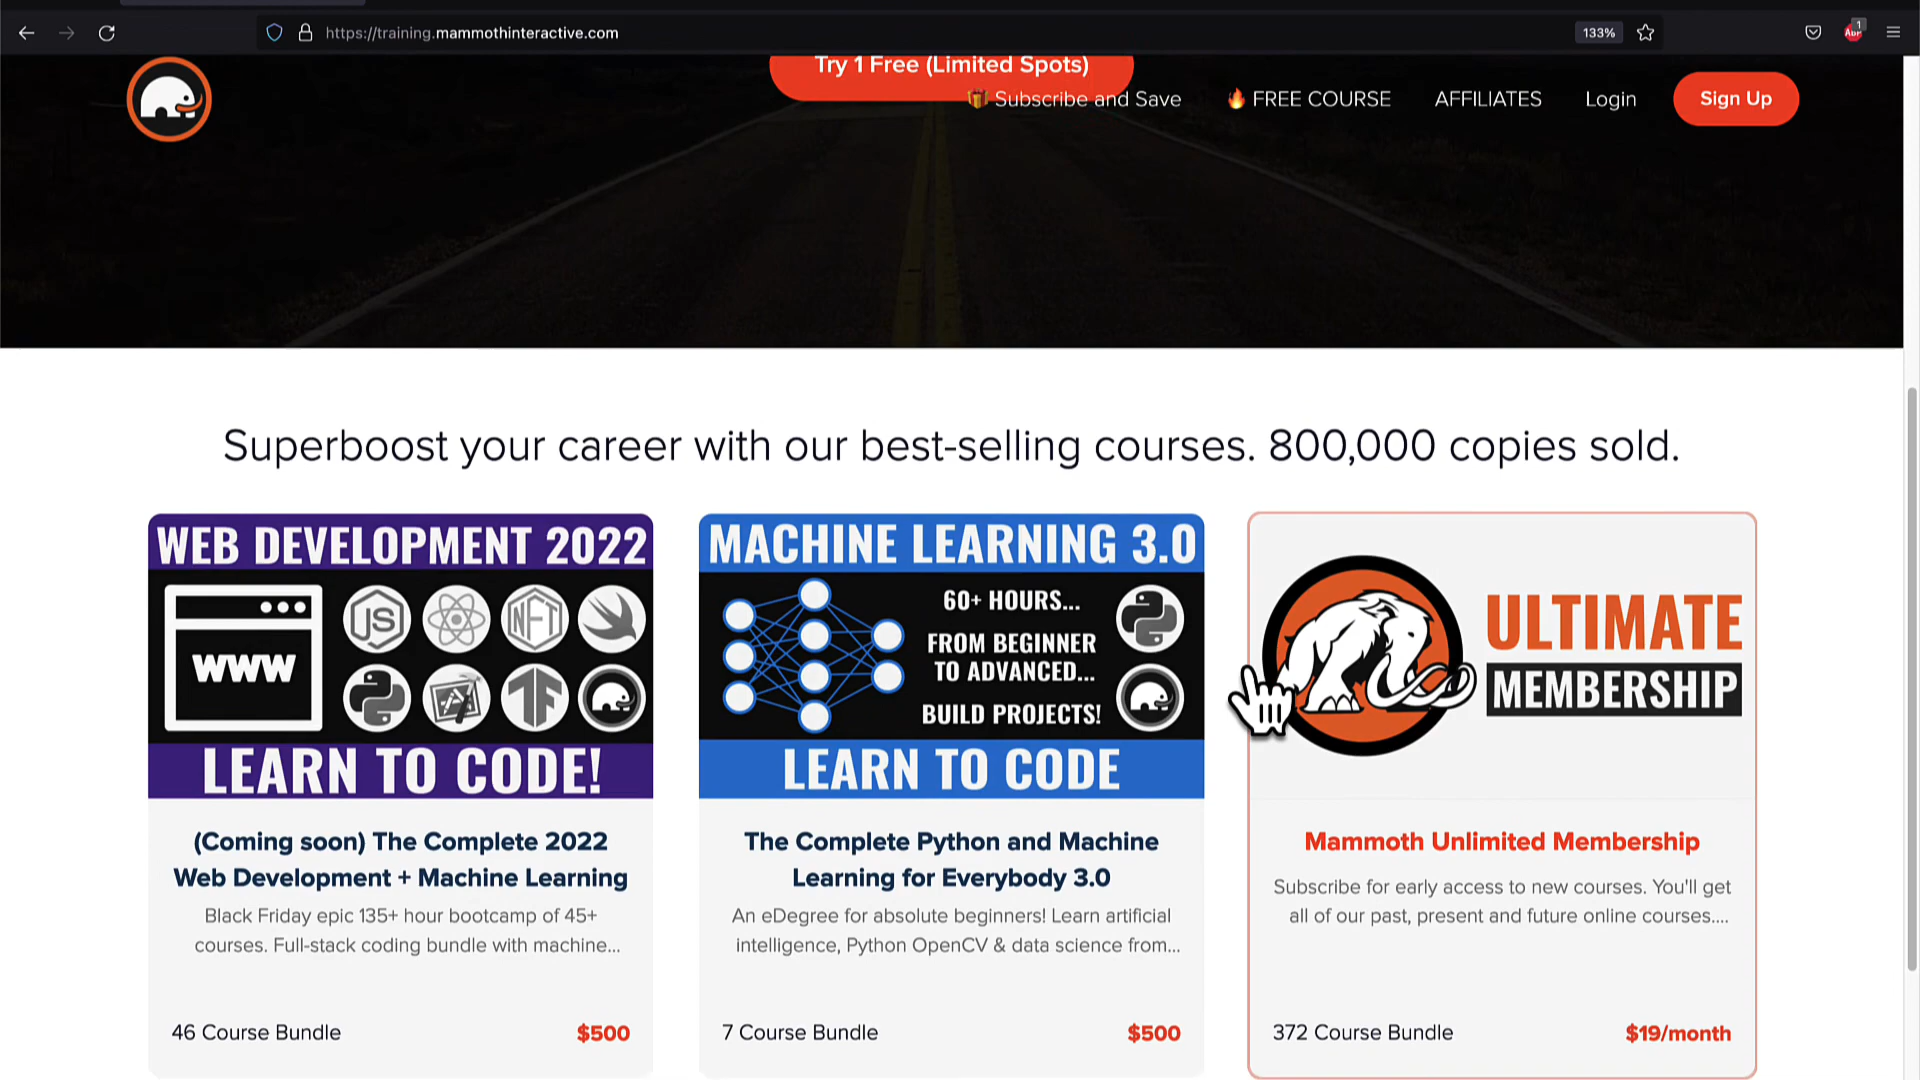 https://training.mammothinteractive.com
133%
1
ABP
Try 1 Free (Limited Spots)
Subscribe and Save
FREE COURSE
AFFILIATES
Login
Sign Up
Superboost your career with our best-selling courses. 800,000 copies sold.
WEB DEVELOPMENT 2022
WWW
JS
NFT
TF
LEARN TO CODE!
(Coming soon) The Complete 2022
Web Development + Machine Learning
Black Friday epic 135+ hour bootcamp of 45+
courses. Full-stack coding bundle with machine...
46 Course Bundle
$500
MACHINE LEARNING 3.0
60+ HOURS...
FROM BEGINNER
TO ADVANCED...
BUILD PROJECTS!
LEARN TO CODE
The Complete Python and Machine
Learning for Everybody 3.0
An eDegree for absolute beginners! Learn artificial
intelligence, Python OpenCV & data science from...
7 Course Bundle
$500
ULTIMATE
MEMBERSHIP
Mammoth Unlimited Membership
Subscribe for early access to new courses. You'll get
all of our past, present and future online courses....
372 Course Bundle
$19/month